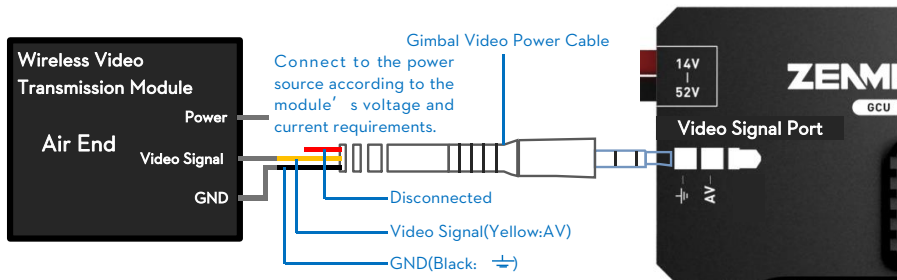 Wireless Video
Transmission Module
Air End
Power
Video Signal
GND
Connect to the power
source according to the
module’ s voltage and
current requirements.
Gimbal Video Power Cable
Disconnected
Video Signal(Yellow:AV)
GND(Black: ⏚)
14V
52V
GCU
Video Signal Port
AV